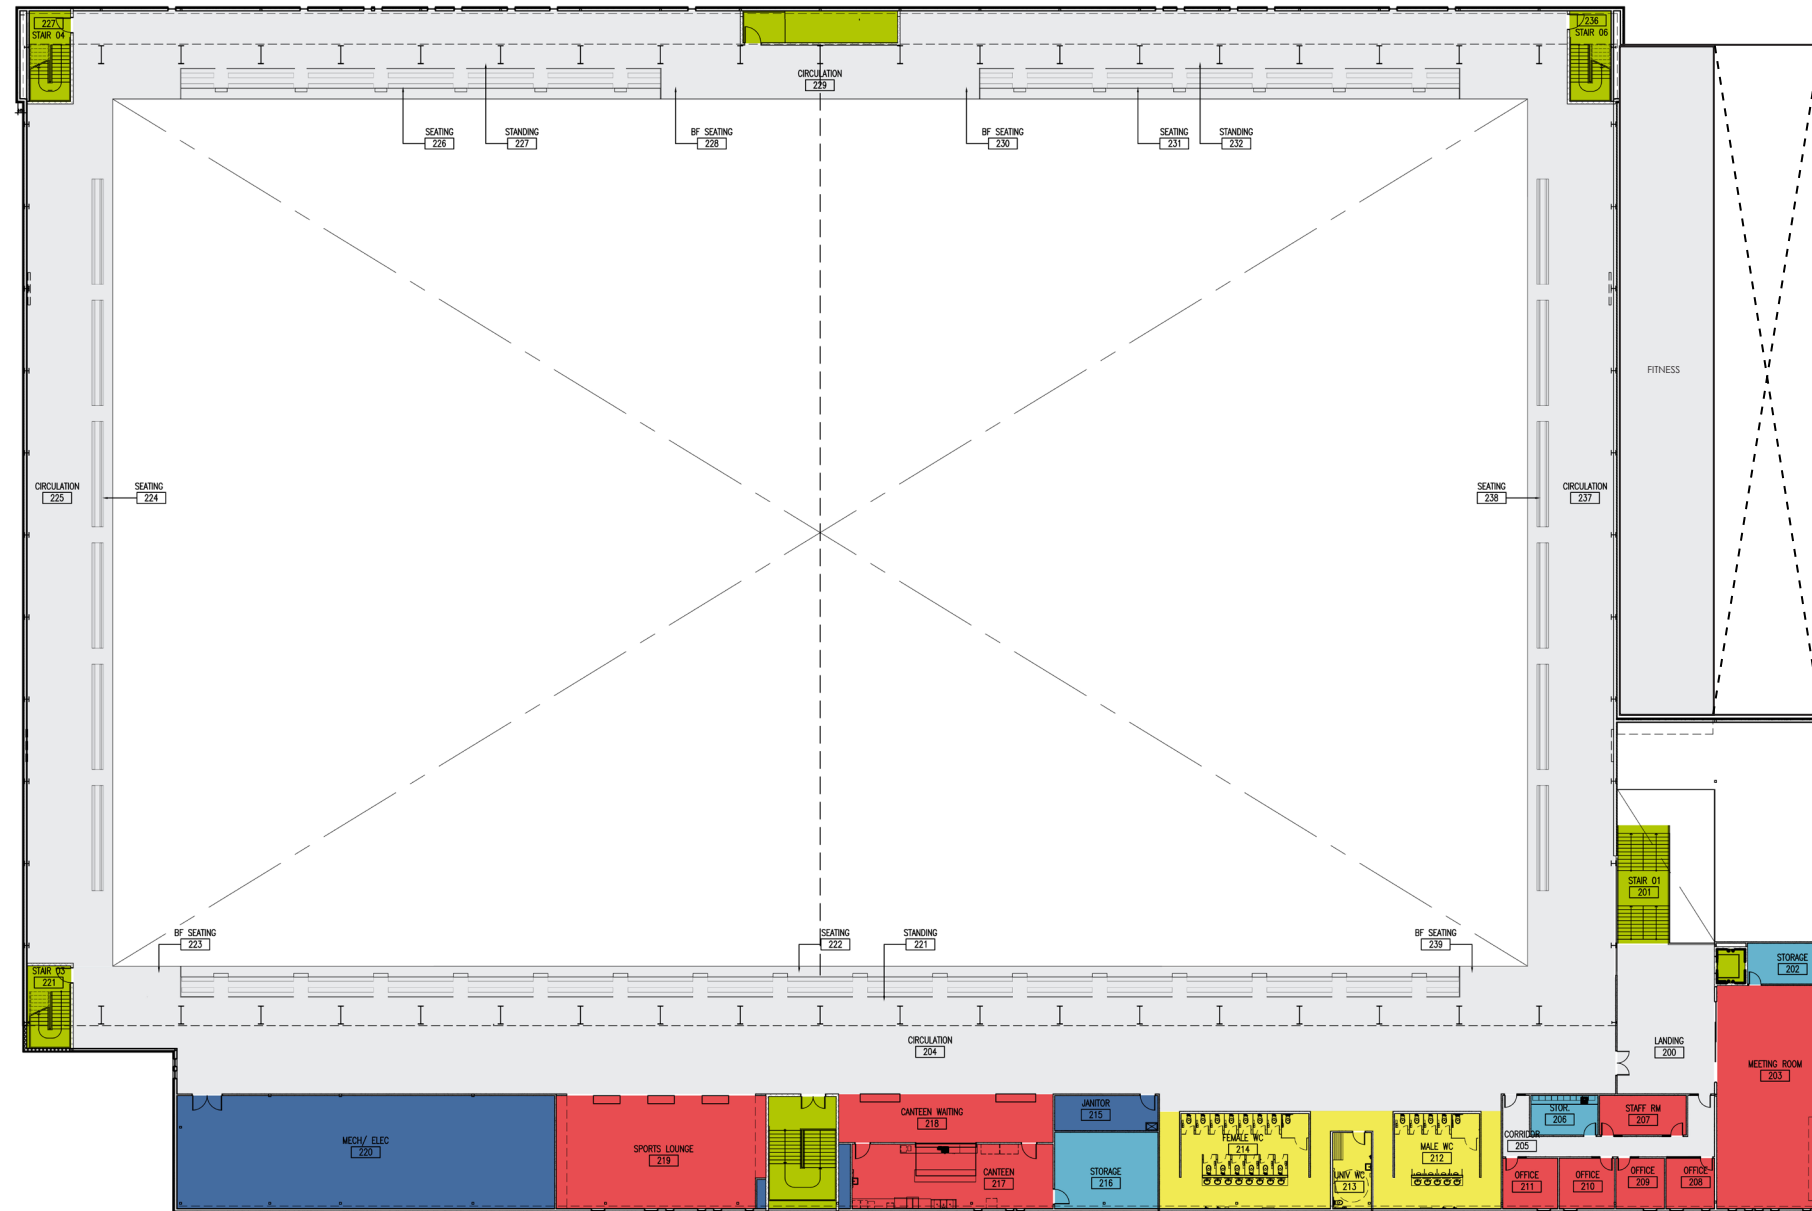 227
STAIR 04
236
STAIR 06
CIRCULATION
229
SEATING
226
STANDING
227
BF SEATING
228
BF SEATING
230
SEATING
231
STANDING
232
FITNESS
CIRCULATION
225
SEATING
224
SEATING
238
CIRCULATION
237
STAIR 01
201
BF SEATING
223
SEATING
222
STANDING
221
BF SEATING
239
STAIR 03
221
STORAGE
202
CIRCULATION
204
LANDING
200
MEETING ROOM
203
MECH/ ELEC
220
SPORTS LOUNGE
219
CANTEEN WAITING
218
CANTEEN
217
JANITOR
215
STORAGE
216
FEMALE WC
214
UNIV WC
213
MALE WC
212
CORRIDOR
205
STOR.
206
STAFF RM
207
OFFICE
211
OFFICE
210
OFFICE
209
OFFICE
208